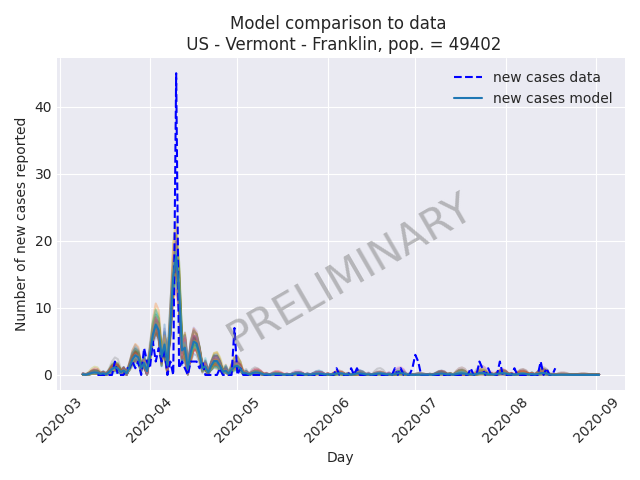 Model comparison to data
US - Vermont - Franklin, pop. = 49402
new cases data
new cases model
Number of new cases reported
40
30
20
10
0
PRELIMINARY
2020-03
2020-04
2020-05
2020-06
2020-07
2020-08
2020-09
Day